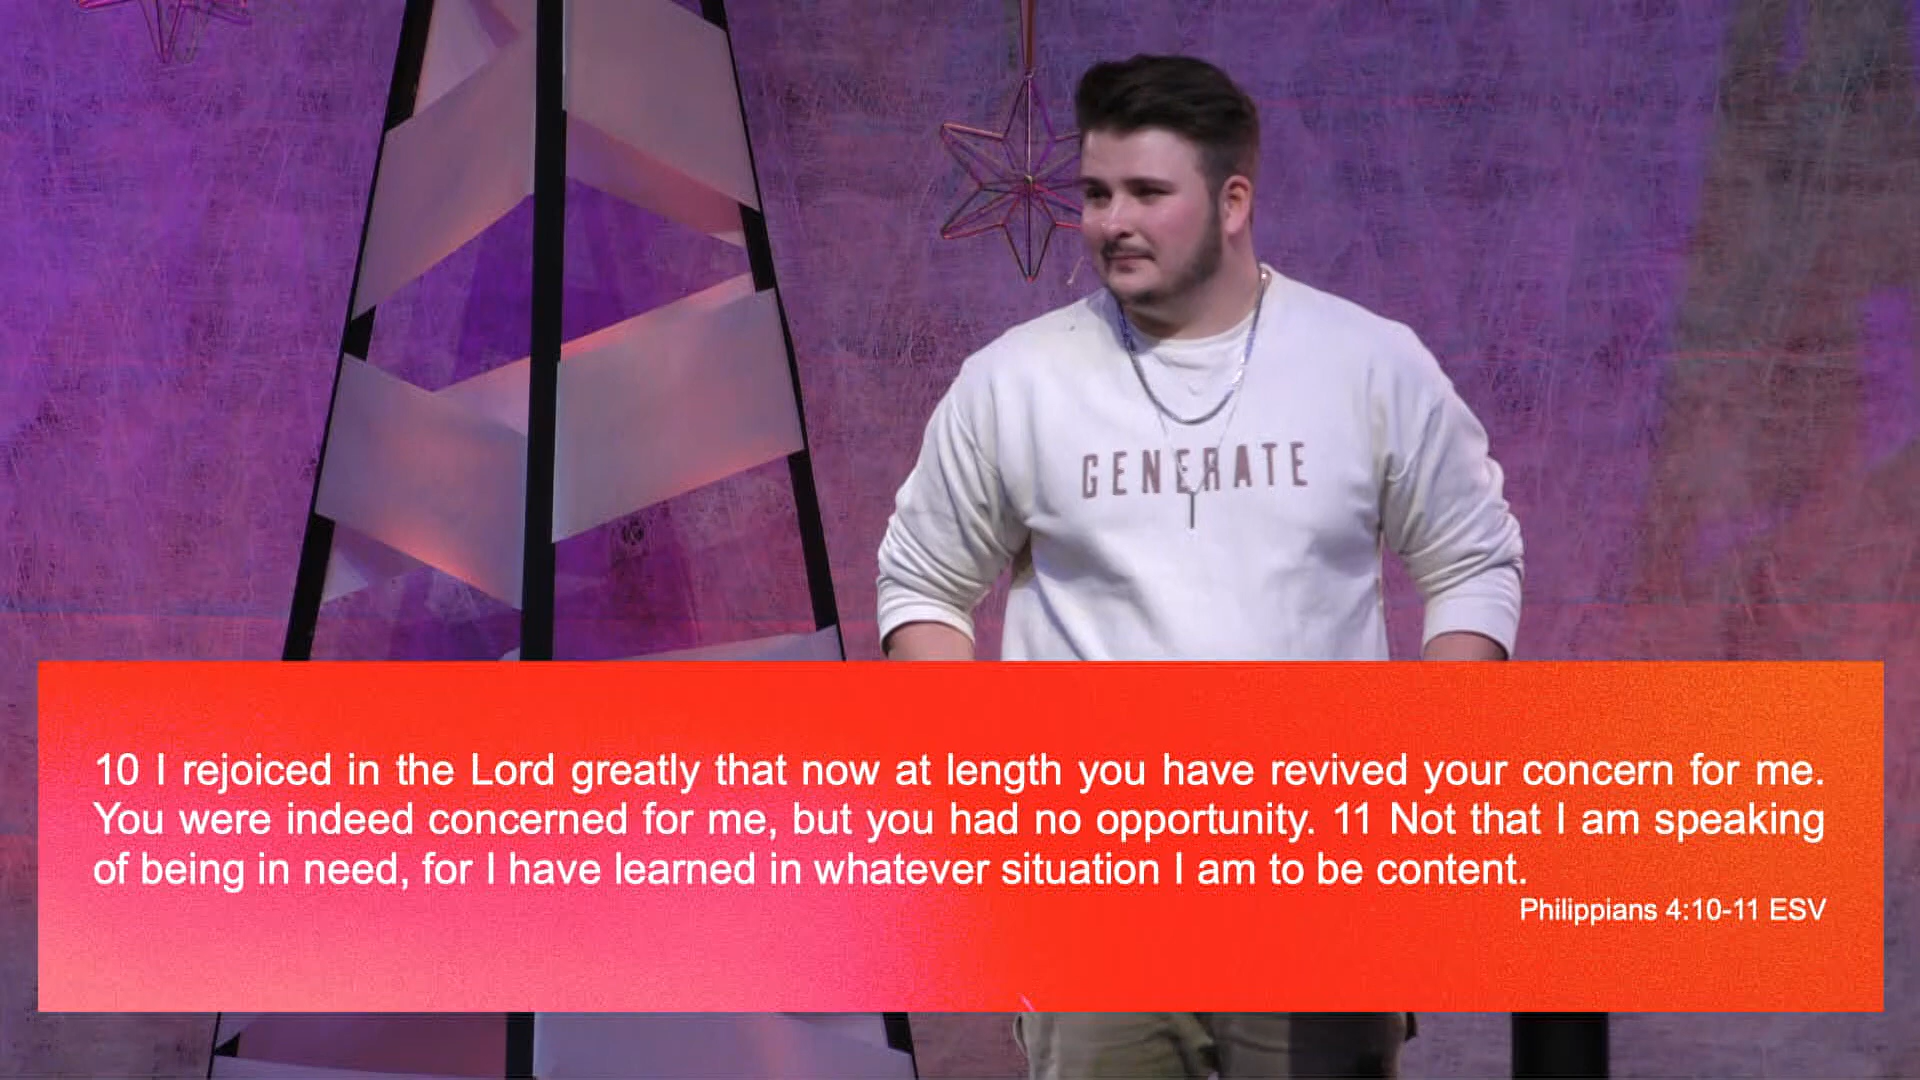 GENERATE
10 I rejoiced in the Lord greatly that now at length you have revived your concern for me.
You were indeed concerned for me, but you had no opportunity. 11 Not that I am speaking
of being in need, for I have learned in whatever situation I am to be content.
Philippians 4:10-11 ESV